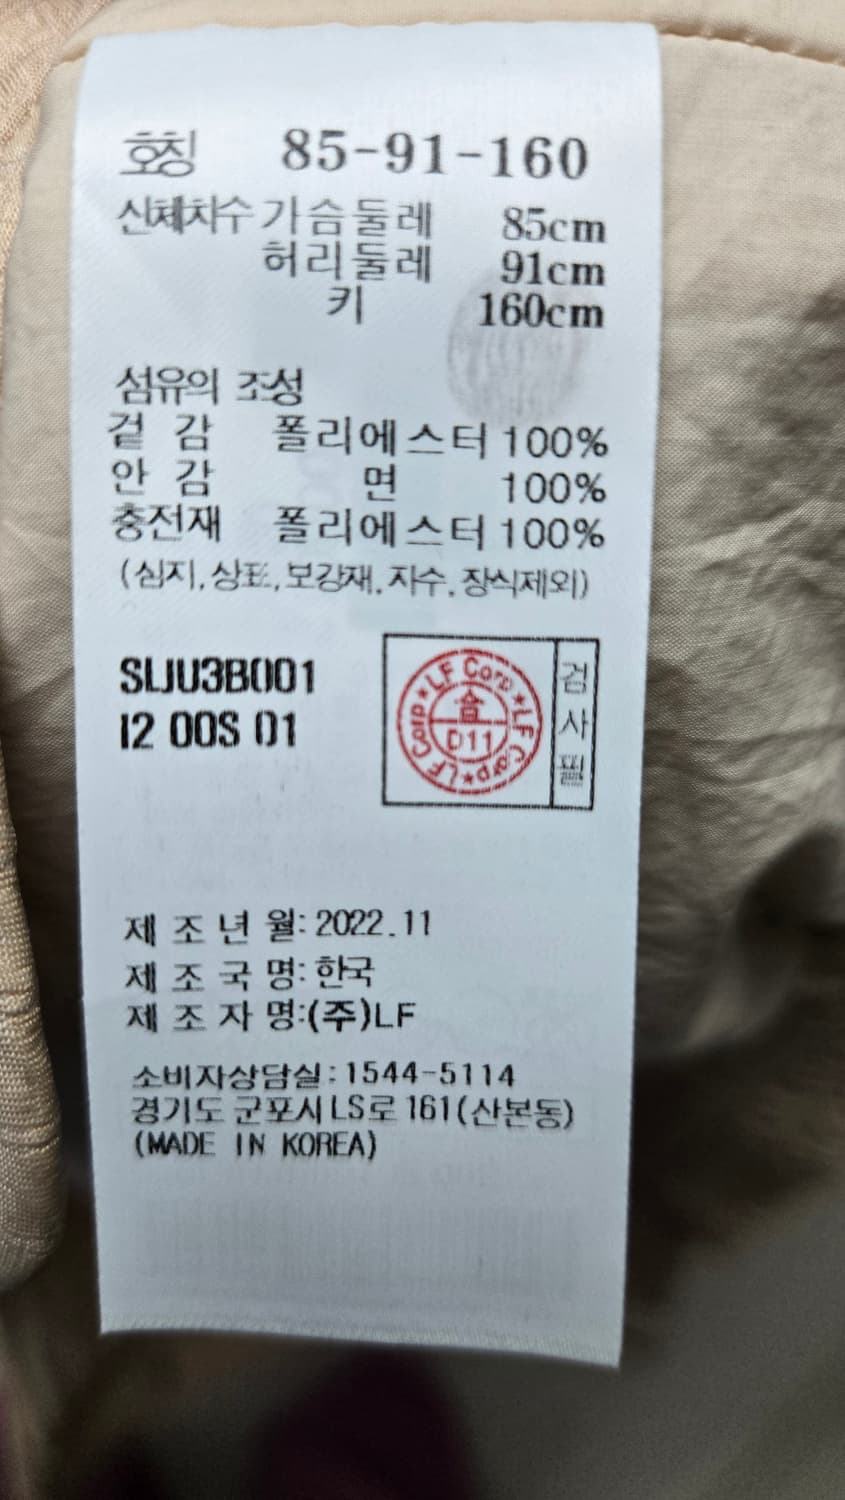 호칭 85-91-160
신체치수 가슴둘레 85cm
허리둘레 91cm
키 160cm
섬유의 조성
겉 감 폴리에스터 100%
안 감 면 100%
충전재 폴리에스터 100%
(심지,상표,보강재,자수,장식제외)
SLJU3B001
I2 00S 01
LF Corp★LF Corp★LF Corp★
合
D11
검사필
제 조 년 월: 2022.11
제 조 국 명: 한국
제 조 자 명:(주)LF
소비자상담실:1544-5114
경기도 군포시 LS로 161(산본동)
(MADE IN KOREA)